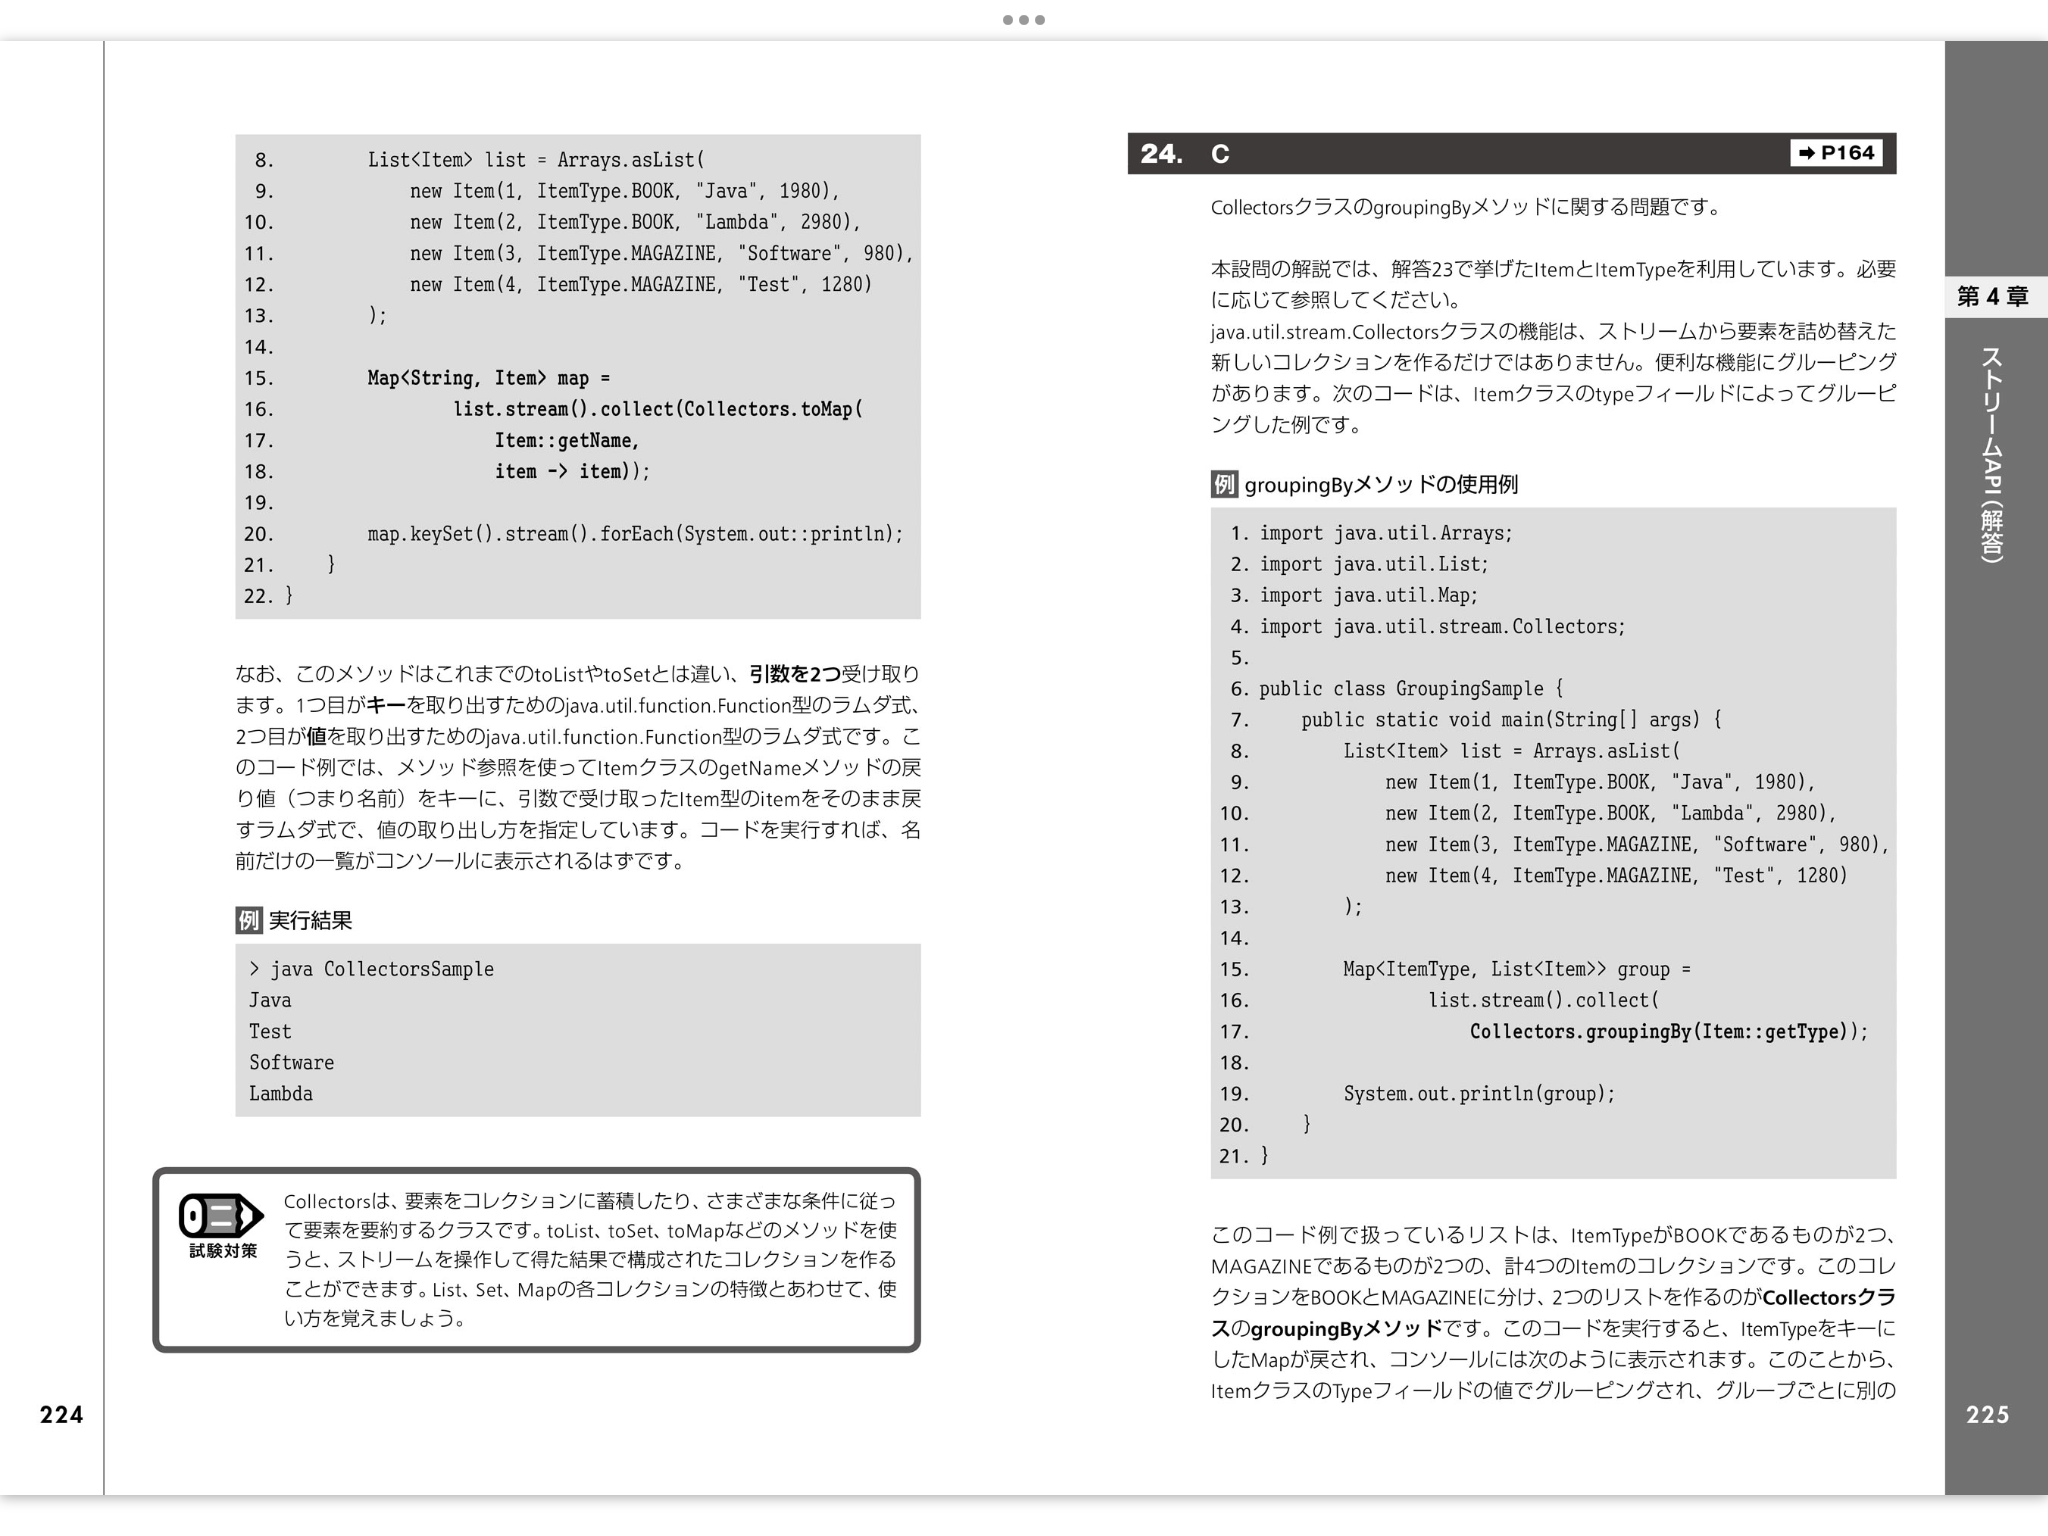 8.        List<Item> list = Arrays.asList(
9.            new Item(1, ItemType.BOOK, "Java", 1980),
10.            new Item(2, ItemType.BOOK, "Lambda", 2980),
11.            new Item(3, ItemType.MAGAZINE, "Software", 980),
12.            new Item(4, ItemType.MAGAZINE, "Test", 1280)
13.        );
14.
15.        Map<String, Item> map =
16.                list.stream().collect(Collectors.toMap(
17.                    Item::getName,
18.                    item -> item));
19.
20.        map.keySet().stream().forEach(System.out::println);
21.    }
22. }
なお、このメソッドはこれまでのtoListやtoSetとは違い、引数を2つ受け取り
ます。1つ目がキーを取り出すためのjava.util.function.Function型のラムダ式、
2つ目が値を取り出すためのjava.util.function.Function型のラムダ式です。こ
のコード例では、メソッド参照を使ってItemクラスのgetNameメソッドの戻
り値（つまり名前）をキーに、引数で受け取ったItem型のitemをそのまま戻
すラムダ式で、値の取り出し方を指定しています。コードを実行すれば、名
前だけの一覧がコンソールに表示されるはずです。
例 実行結果
> java CollectorsSample
Java
Test
Software
Lambda
試験対策
Collectorsは、要素をコレクションに蓄積したり、さまざまな条件に従っ
て要素を要約するクラスです。toList、toSet、toMapなどのメソッドを使
うと、ストリームを操作して得た結果で構成されたコレクションを作る
ことができます。List、Set、Mapの各コレクションの特徴とあわせて、使
い方を覚えましょう。
224
24. C ➡ P164
CollectorsクラスのgroupingByメソッドに関する問題です。
本設問の解説では、解答23で挙げたItemとItemTypeを利用しています。必要
に応じて参照してください。
java.util.stream.Collectorsクラスの機能は、ストリームから要素を詰め替えた
新しいコレクションを作るだけではありません。便利な機能にグルーピング
があります。次のコードは、Itemクラスのtypeフィールドによってグルーピ
ングした例です。
例 groupingByメソッドの使用例
1. import java.util.Arrays;
2. import java.util.List;
3. import java.util.Map;
4. import java.util.stream.Collectors;
5.
6. public class GroupingSample {
7.     public static void main(String[] args) {
8.         List<Item> list = Arrays.asList(
9.             new Item(1, ItemType.BOOK, "Java", 1980),
10.             new Item(2, ItemType.BOOK, "Lambda", 2980),
11.             new Item(3, ItemType.MAGAZINE, "Software", 980),
12.             new Item(4, ItemType.MAGAZINE, "Test", 1280)
13.         );
14.
15.         Map<ItemType, List<Item>> group =
16.                 list.stream().collect(
17.                     Collectors.groupingBy(Item::getType));
18.
19.         System.out.println(group);
20.     }
21. }
このコード例で扱っているリストは、ItemTypeがBOOKであるものが2つ、
MAGAZINEであるものが2つの、計4つのItemのコレクションです。このコレ
クションをBOOKとMAGAZINEに分け、2つのリストを作るのがCollectorsクラ
スのgroupingByメソッドです。このコードを実行すると、ItemTypeをキーに
したMapが戻され、コンソールには次のように表示されます。このことから、
ItemクラスのTypeフィールドの値でグルーピングされ、グループごとに別の
第4章
ストリームAPI（解答）
225